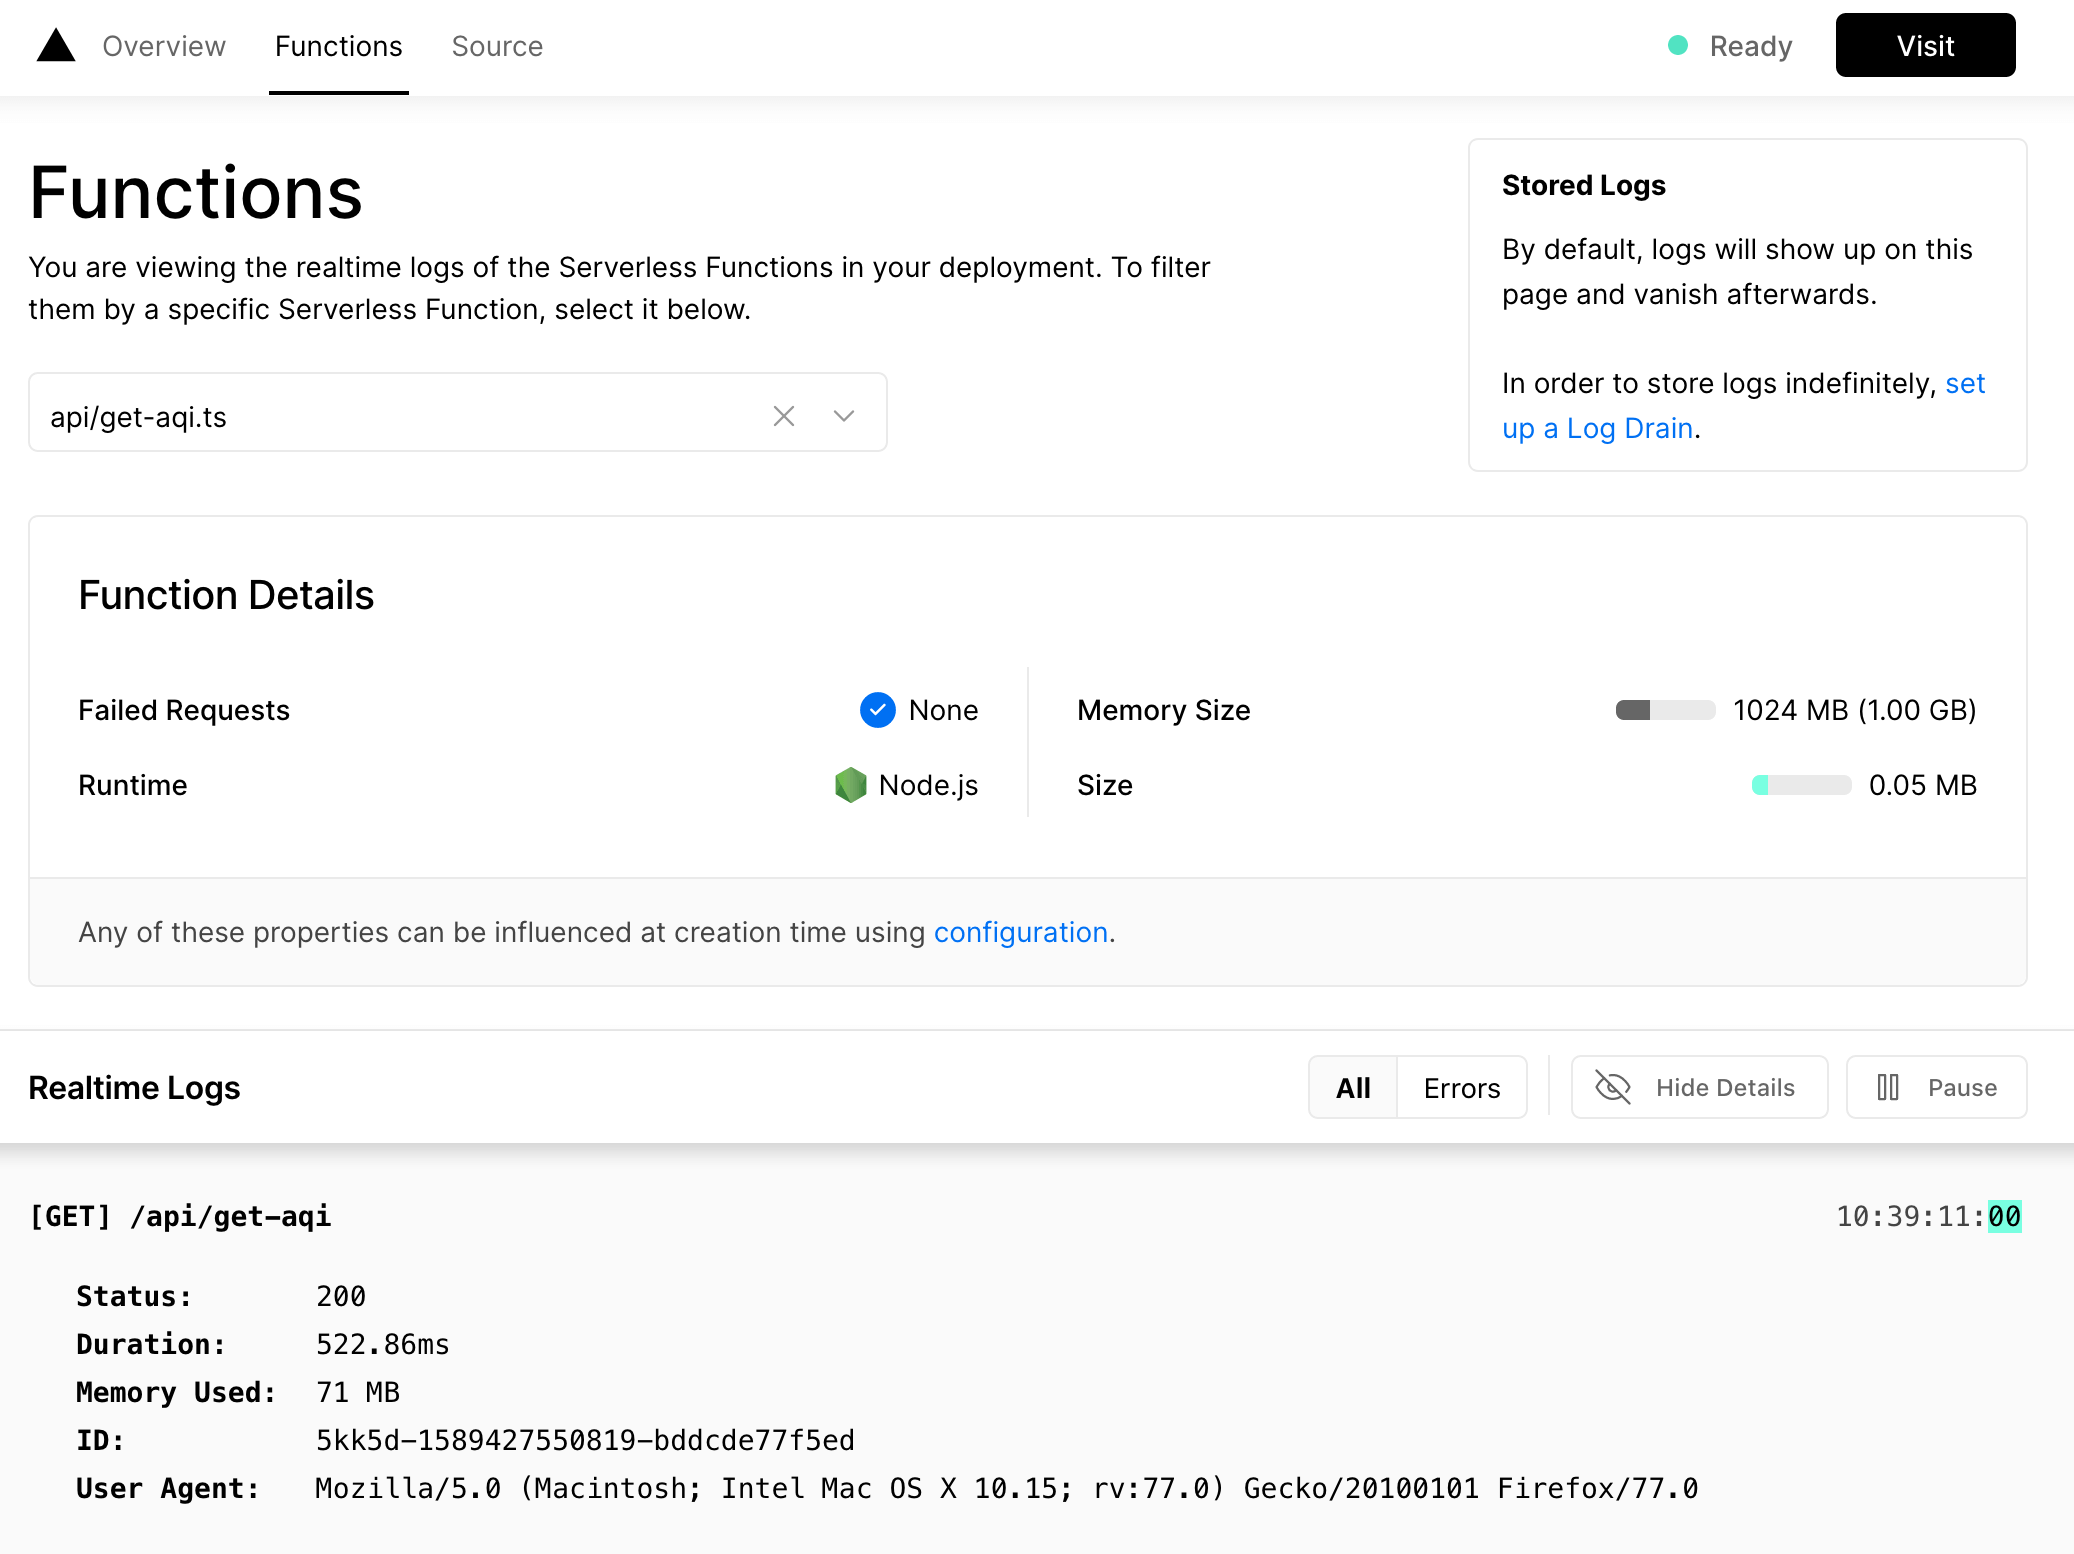 Overview Functions Source Ready Visit
Functions
You are viewing the realtime logs of the Serverless Functions in your deployment. To filter
them by a specific Serverless Function, select it below.
api/get-aqi.ts
Stored Logs
By default, logs will show up on this
page and vanish afterwards.
In order to store logs indefinitely, set
up a Log Drain.
Function Details
Failed Requests None
Runtime Node.js
Memory Size 1024 MB (1.00 GB)
Size 0.05 MB
Any of these properties can be influenced at creation time using configuration.
Realtime Logs All Errors Hide Details Pause
[GET] /api/get-aqi 10:39:11:00
Status: 200
Duration: 522.86ms
Memory Used: 71 MB
ID: 5kk5d-1589427550819-bddcde77f5ed
User Agent: Mozilla/5.0 (Macintosh; Intel Mac OS X 10.15; rv:77.0) Gecko/20100101 Firefox/77.0